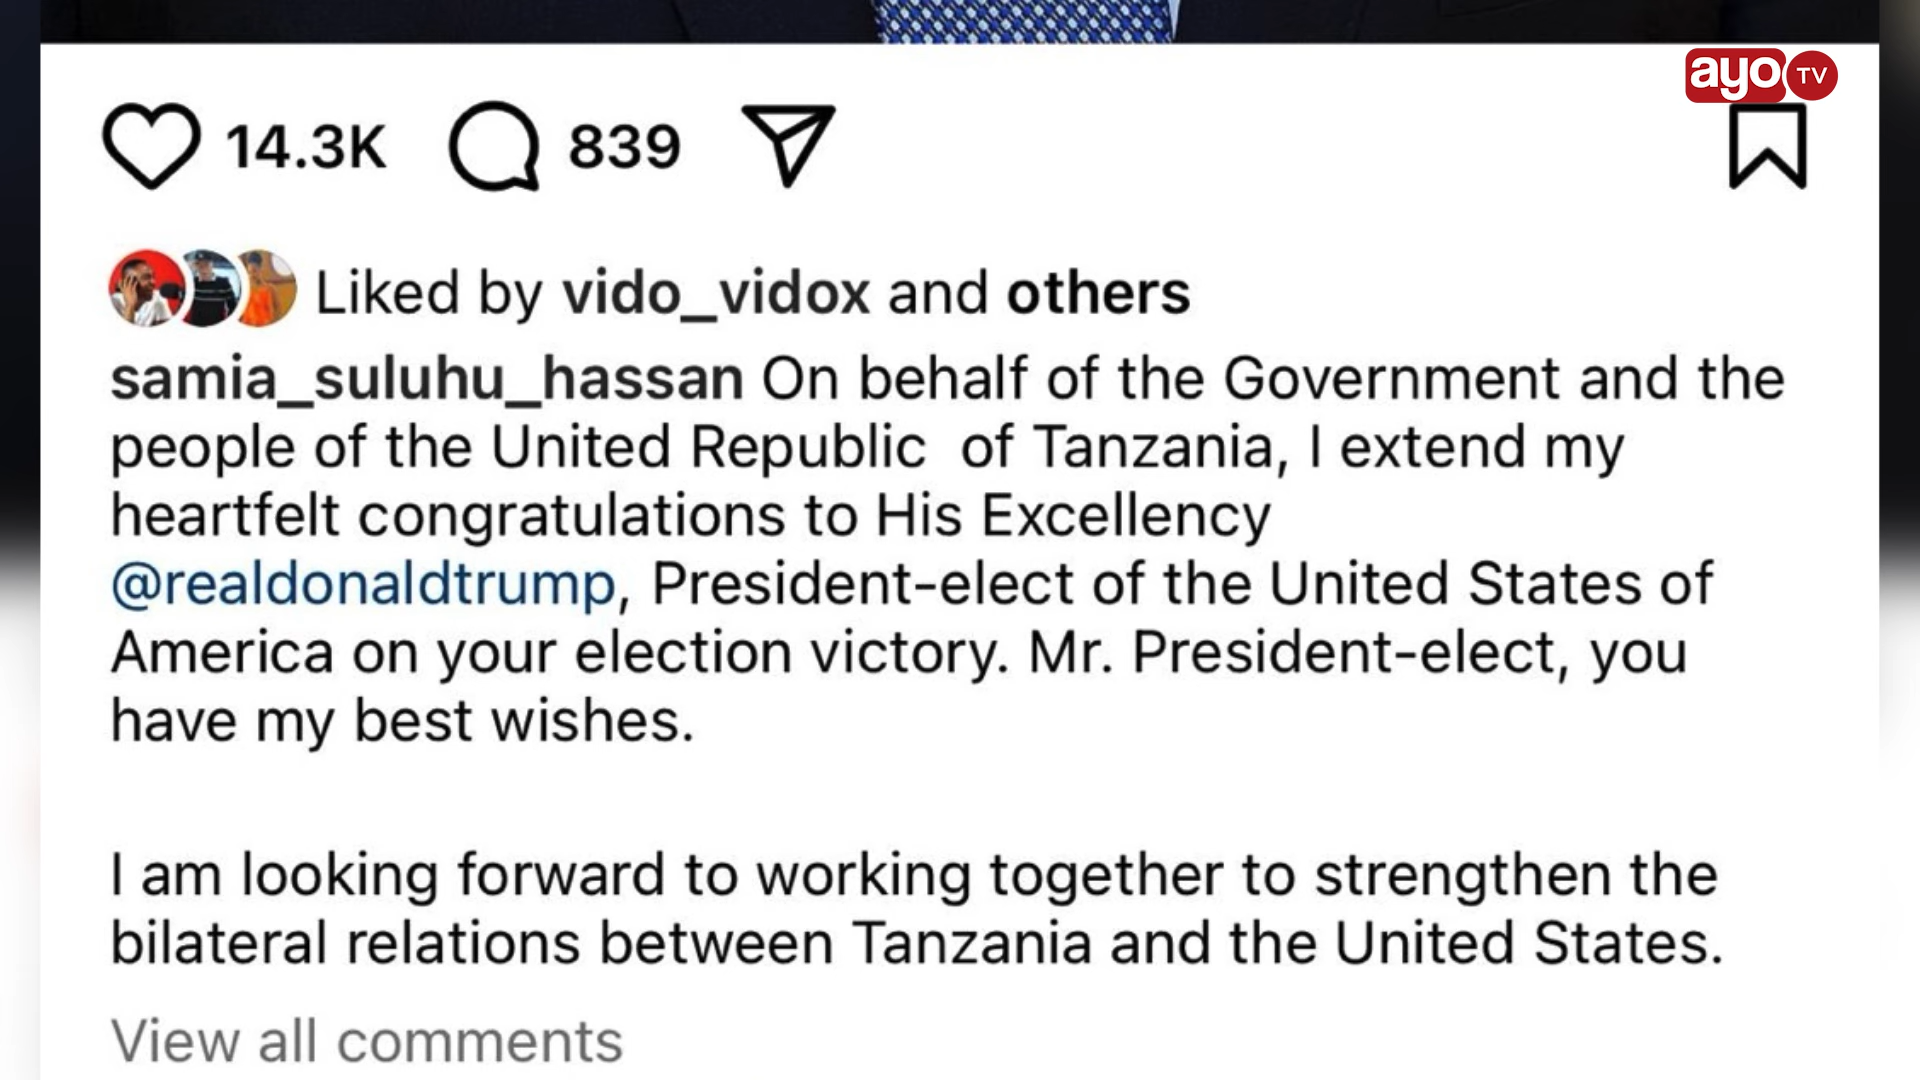 ayo TV
14.3K 839
Liked by vido_vidox and others
samia_suluhu_hassan On behalf of the Government and the
people of the United Republic  of Tanzania, I extend my
heartfelt congratulations to His Excellency
@realdonaldtrump, President-elect of the United States of
America on your election victory. Mr. President-elect, you
have my best wishes.
I am looking forward to working together to strengthen the
bilateral relations between Tanzania and the United States.
View all comments